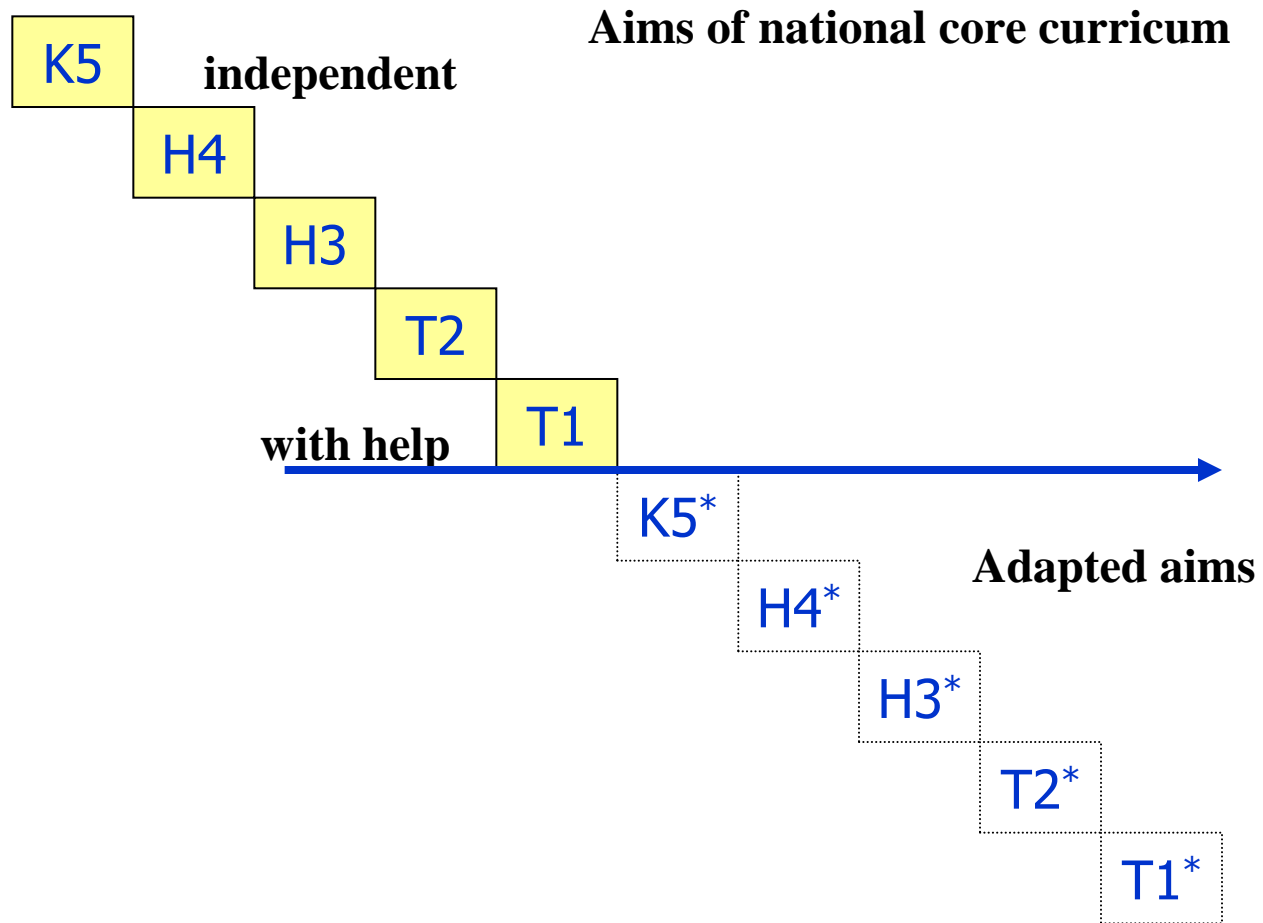 Aims of national core curricum
K5
independent
H4
H3
T2
T1
with help
K5*
Adapted aims
H4*
H3*
T2*
T1*